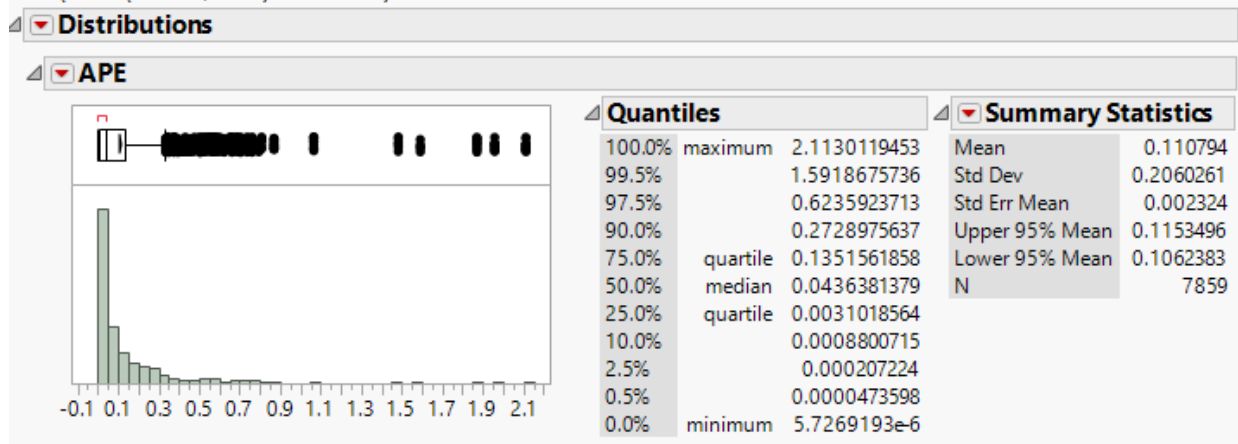 Distributions
APE
Quantiles
100.0% maximum 2.1130119453
99.5% 1.5918675736
97.5% 0.6235923713
90.0% 0.2728975637
75.0% quartile 0.1351561858
50.0% median 0.0436381379
25.0% quartile 0.0031018564
10.0% 0.0008800715
2.5% 0.000207224
0.5% 0.0000473598
0.0% minimum 5.7269193e-6
Summary Statistics
Mean 0.110794
Std Dev 0.2060261
Std Err Mean 0.002324
Upper 95% Mean 0.1153496
Lower 95% Mean 0.1062383
N 7859
-0.1 0.1 0.3 0.5 0.7 0.9 1.1 1.3 1.5 1.7 1.9 2.1